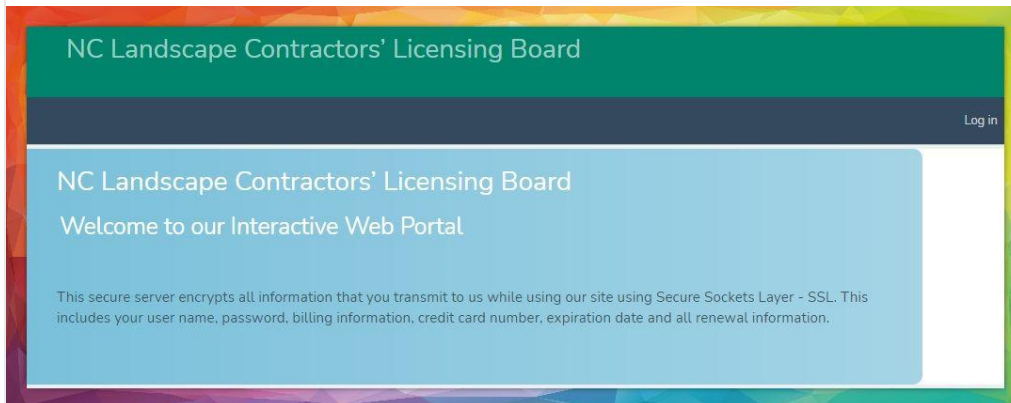 NC Landscape Contractors’ Licensing Board
Log in
NC Landscape Contractors’ Licensing Board
Welcome to our Interactive Web Portal
This secure server encrypts all information that you transmit to us while using our site using Secure Sockets Layer - SSL. This
includes your user name, password, billing information, credit card number, expiration date and all renewal information.